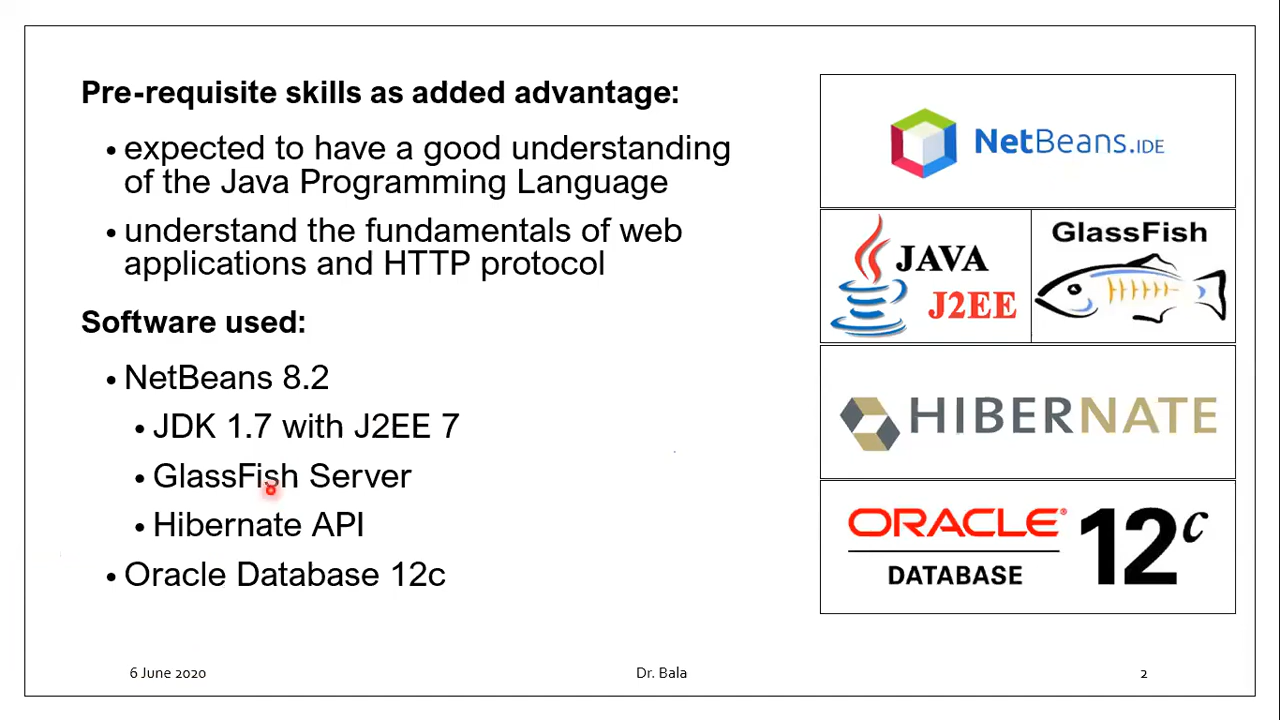 Pre-requisite skills as added advantage:
• expected to have a good understanding
of the Java Programming Language
• understand the fundamentals of web
applications and HTTP protocol
Software used:
• NetBeans 8.2
• JDK 1.7 with J2EE 7
• GlassFish Server
• Hibernate API
• Oracle Database 12c
NetBeans.IDE
JAVA
J2EE
GlassFish
HIBERNATE
ORACLE®
DATABASE
12c
6 June 2020
Dr. Bala
2